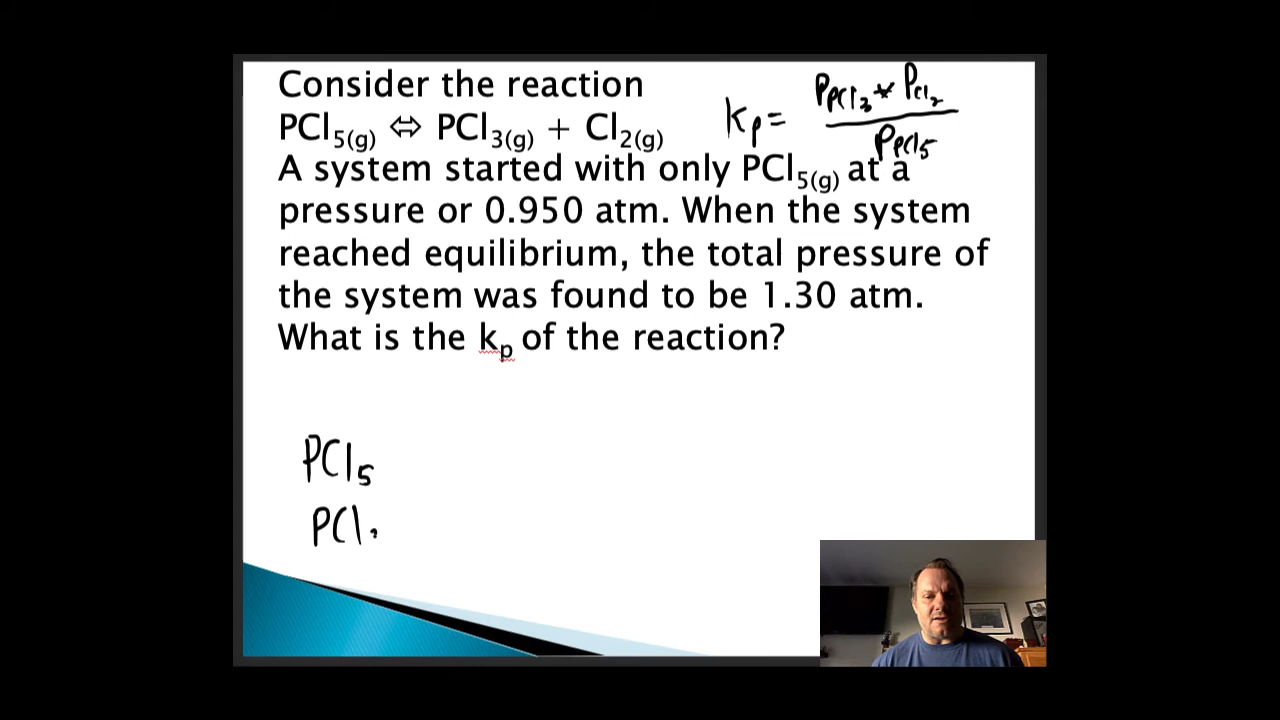 Consider the reaction
PCl₅₍g₎ ⇔ PCl₃₍g₎ + Cl₂₍g₎
kp = PPCl₃ * PCl₂ / PPCl₅
A system started with only PCl₅₍g₎ at a
pressure or 0.950 atm. When the system
reached equilibrium, the total pressure of
the system was found to be 1.30 atm.
What is the kp of the reaction?
PCl₅
PCl